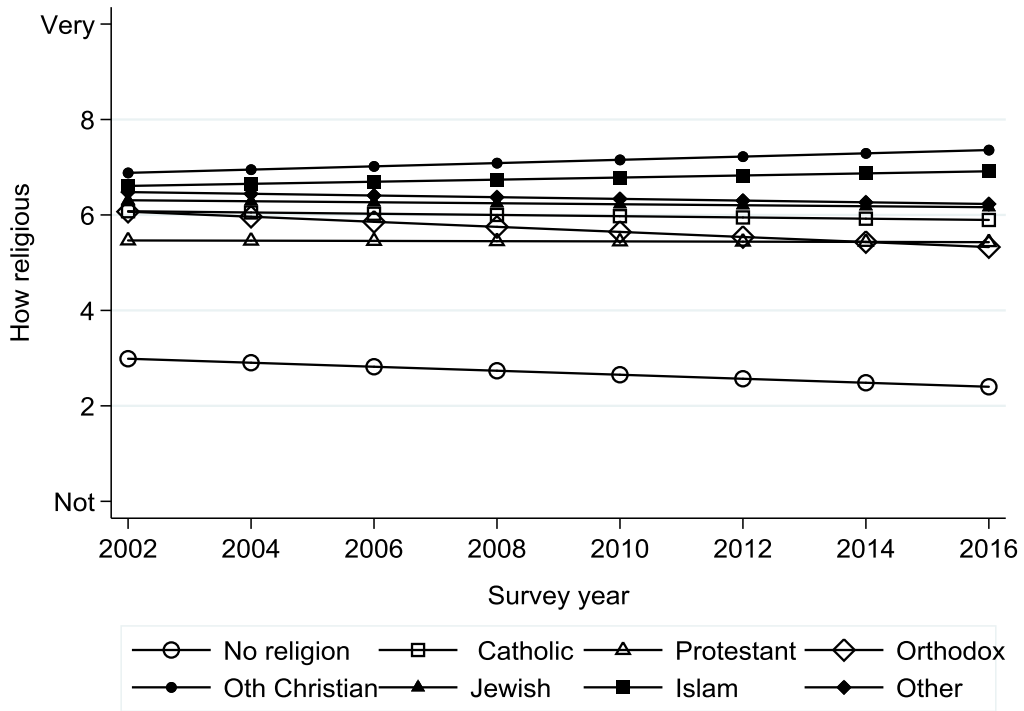 Very
8
6
4
2
Not
How religious
2002 2004 2006 2008 2010 2012 2014 2016
Survey year
No religion Catholic Protestant Orthodox
Oth Christian Jewish Islam Other